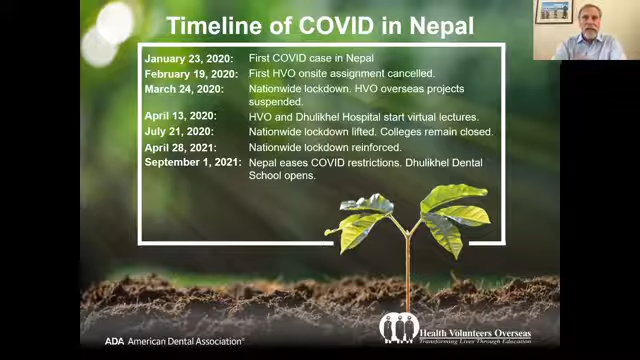 Timeline of COVID in Nepal
January 23, 2020: First COVID case in Nepal
February 19, 2020: First HVO onsite assignment cancelled.
March 24, 2020: Nationwide lockdown. HVO overseas projects
suspended.
April 13, 2020: HVO and Dhulikhel Hospital start virtual lectures.
July 21, 2020: Nationwide lockdown lifted. Colleges remain closed.
April 28, 2021: Nationwide lockdown reinforced.
September 1, 2021: Nepal eases COVID restrictions. Dhulikhel Dental
School opens.
ADA American Dental Association®
Health Volunteers Overseas
Transforming Lives Through Education